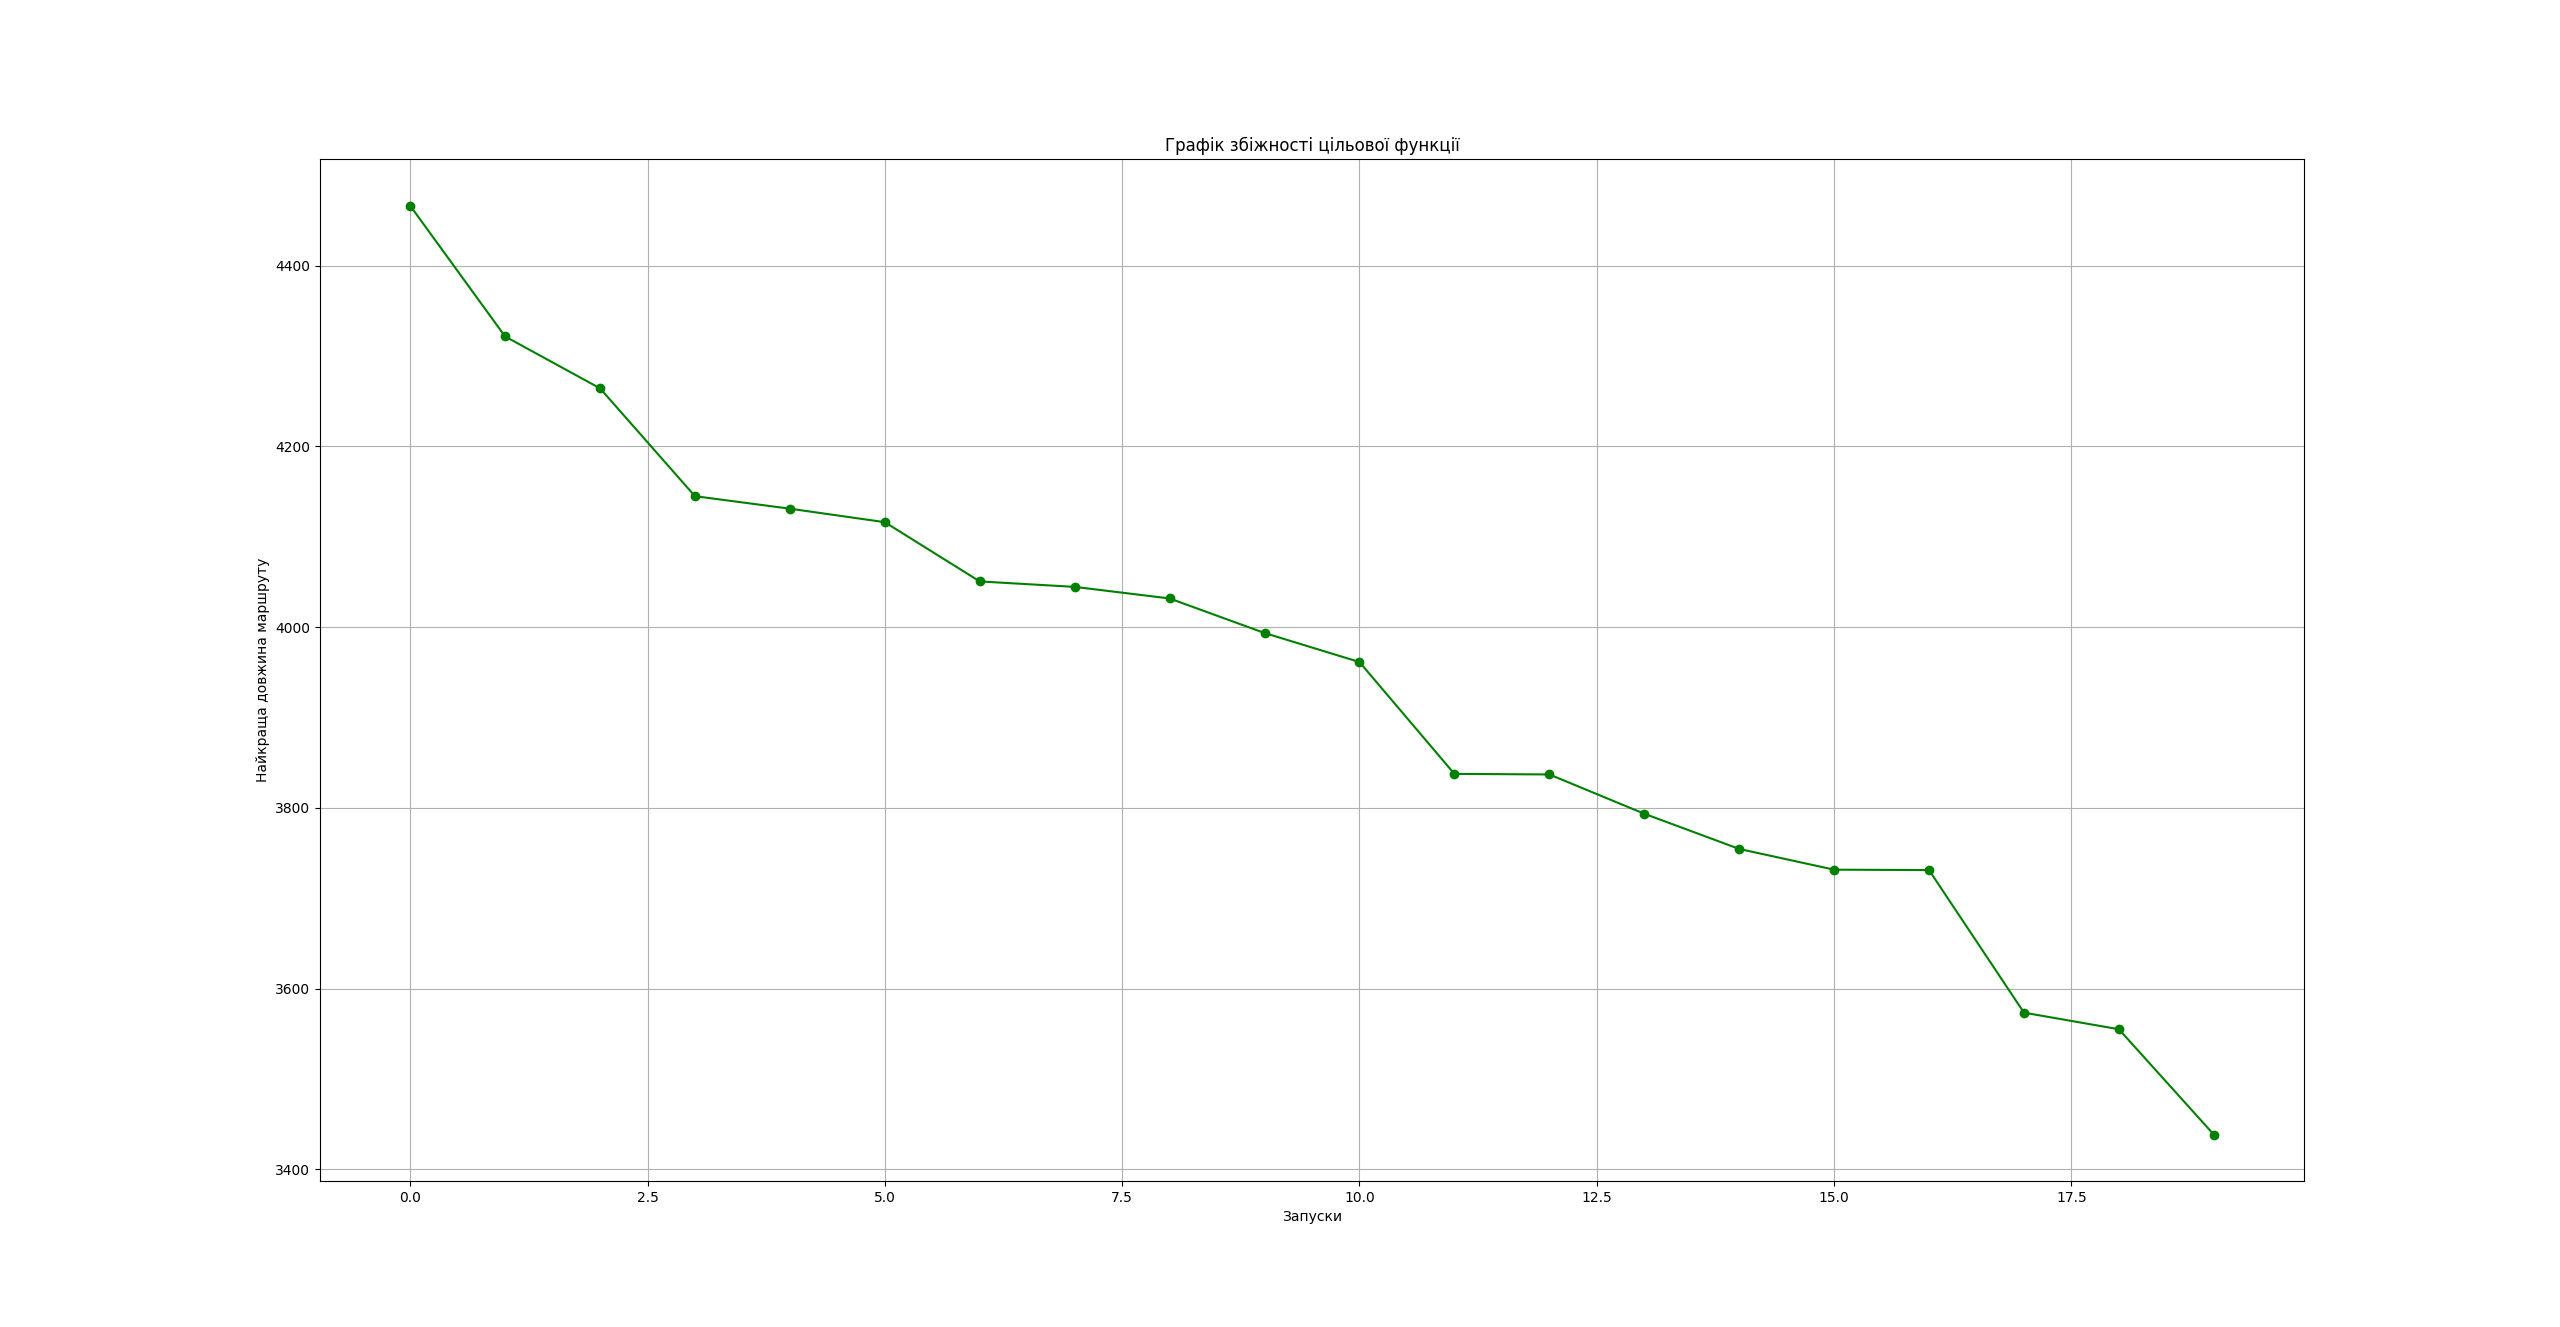 Графік збіжності цільової функції
Найкраща довжина маршруту
4400
4200
4000
3800
3600
3400
0.0 2.5 5.0 7.5 10.0 12.5 15.0 17.5
Запуски